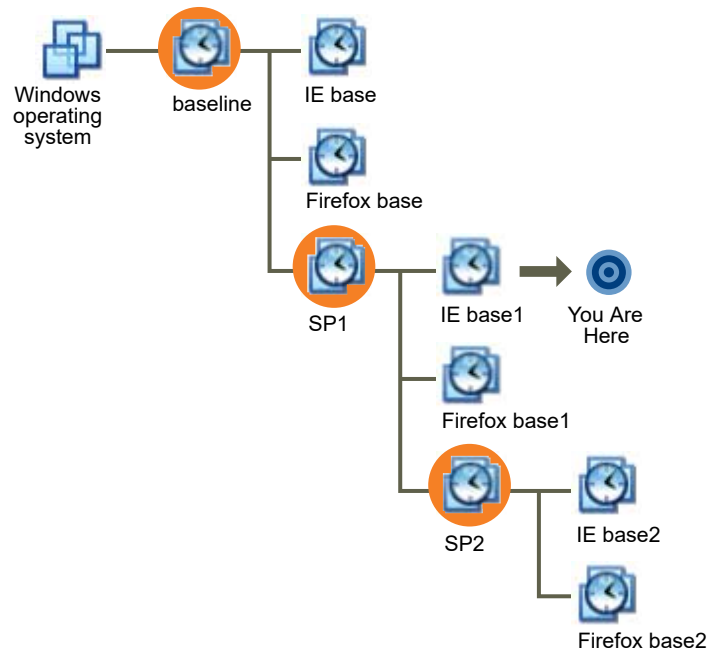 Windows
operating
system
baseline
IE base
Firefox base
SP1
IE base1
You Are
Here
Firefox base1
SP2
IE base2
Firefox base2